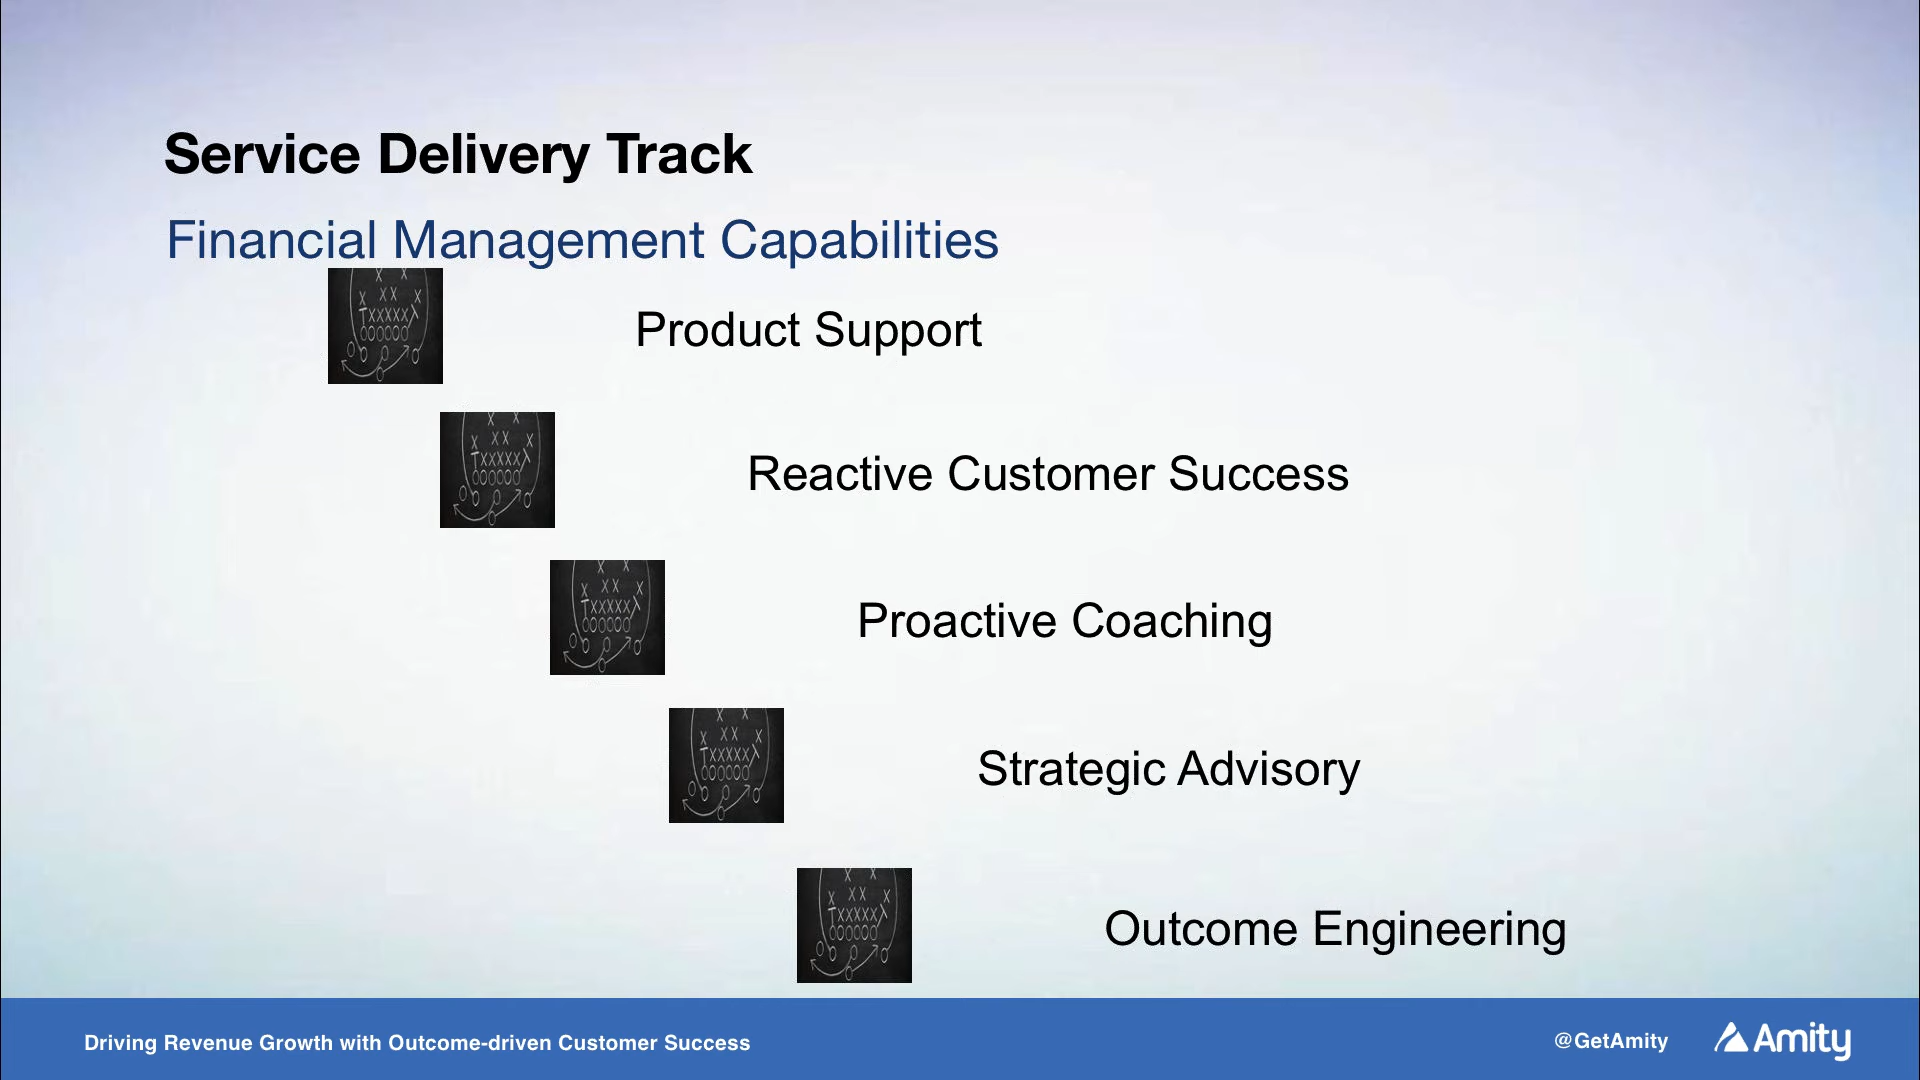 Service Delivery Track
Financial Management Capabilities
Product Support
Reactive Customer Success
Proactive Coaching
Strategic Advisory
Outcome Engineering
Driving Revenue Growth with Outcome-driven Customer Success
@GetAmity
Amity